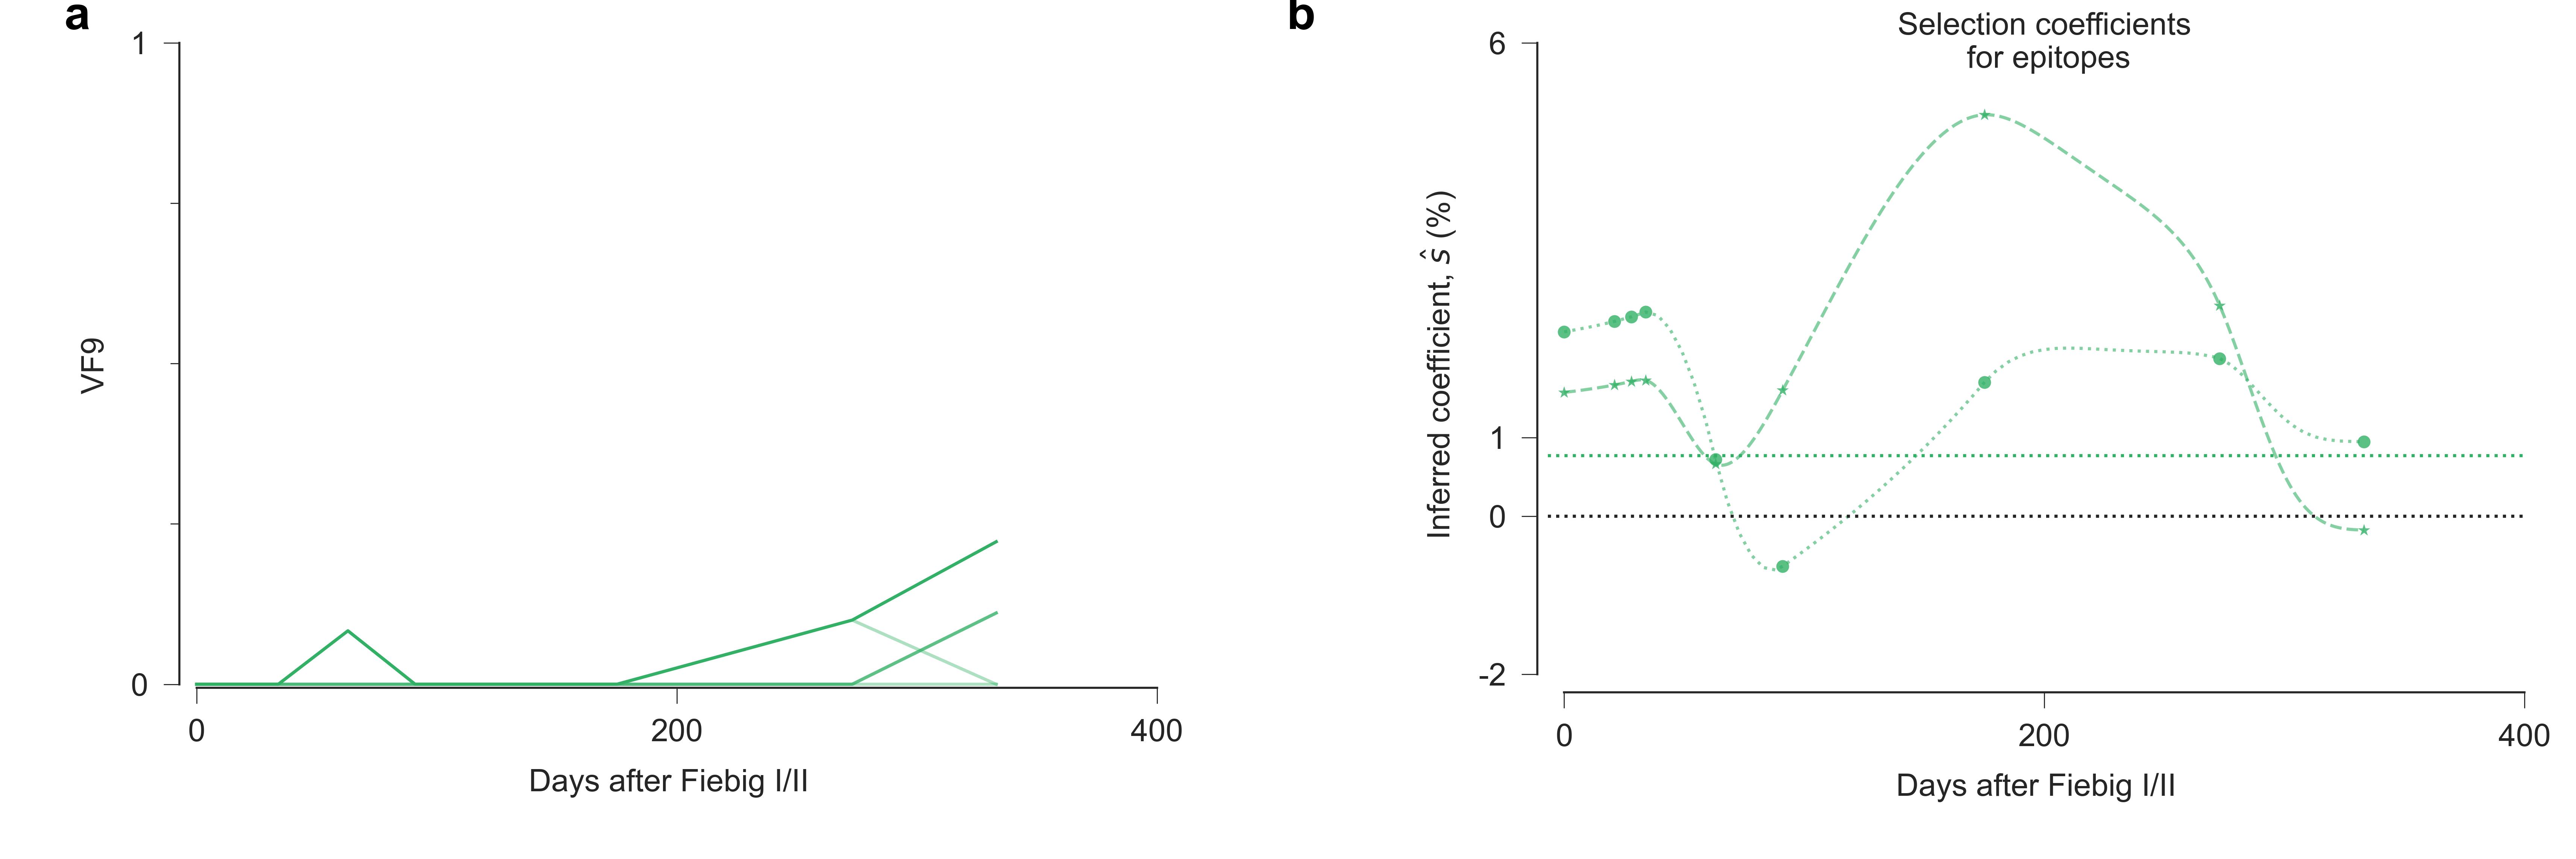 a
1
VF9
0
0
200
400
Days after Fiebig I/II
b
Selection coefficients
for epitopes
6
Inferred coefficient, ŝ (%)
1
0
-2
0
200
400
Days after Fiebig I/II